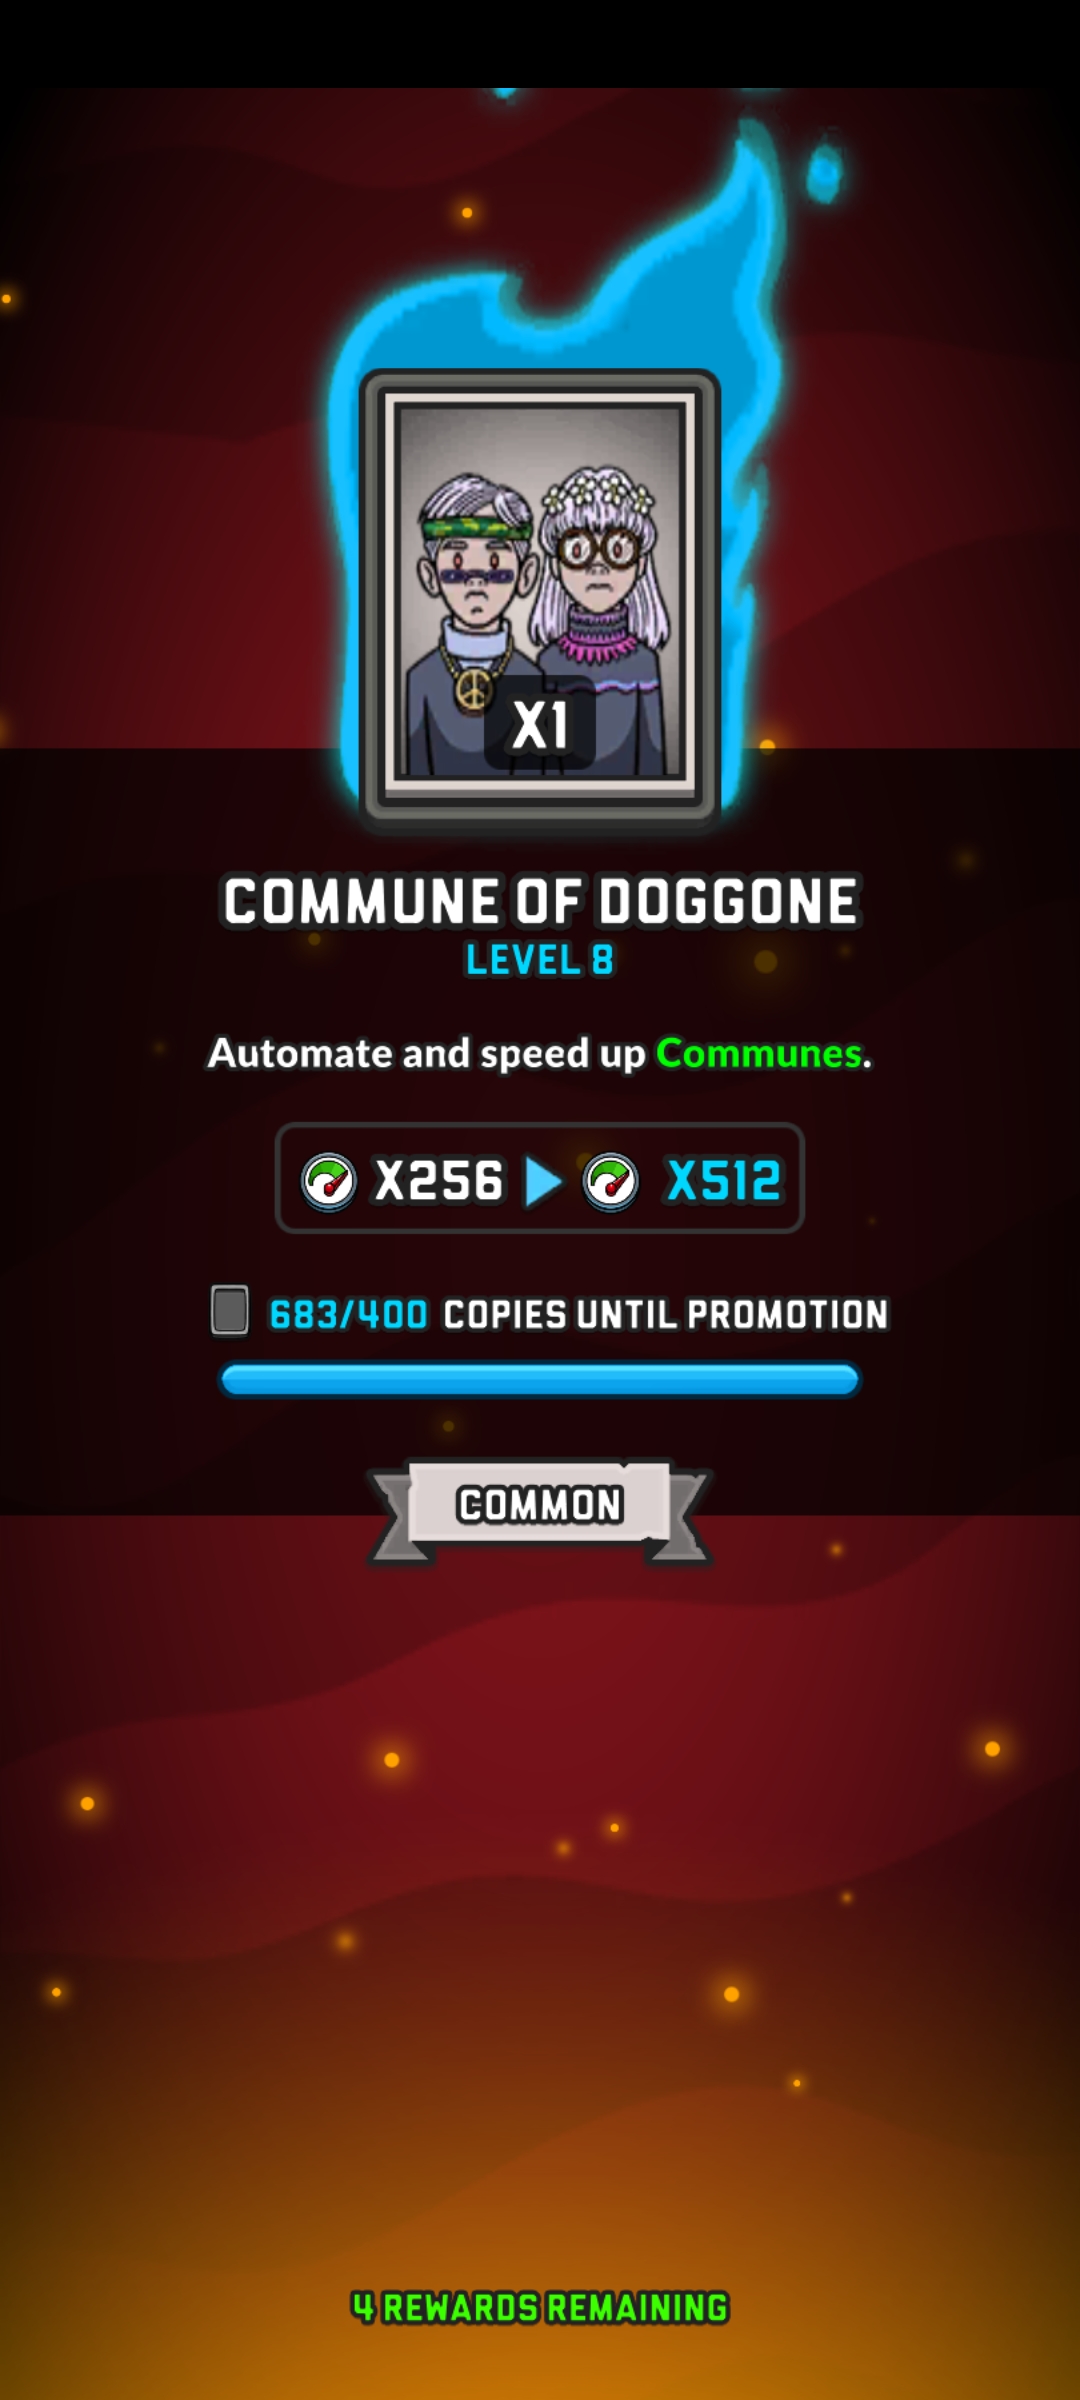 X1
COMMUNE OF DOGGONE
LEVEL 8
Automate and speed up Communes.
X256 X512
683/400 COPIES UNTIL PROMOTION
COMMON
4 REWARDS REMAINING